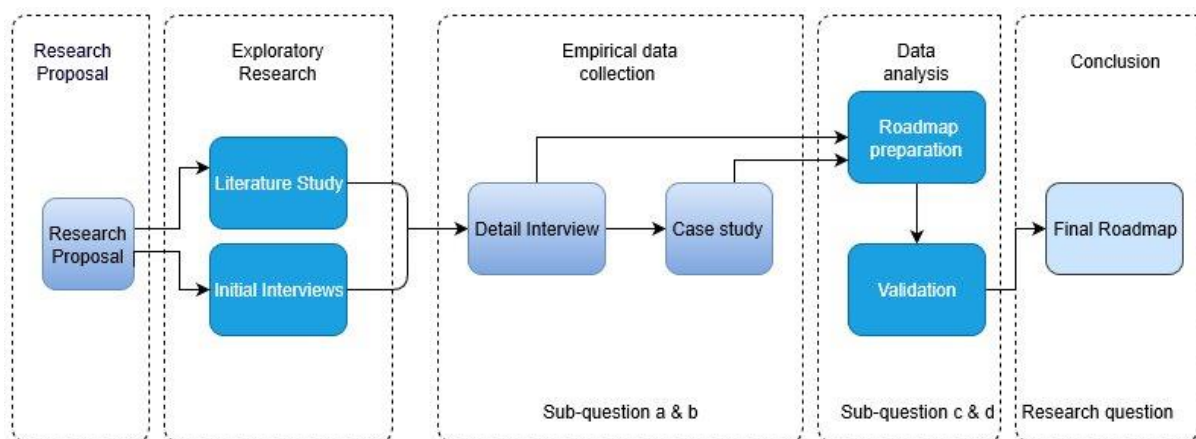 Research
Proposal
Exploratory
Research
Empirical data
collection
Data
analysis
Conclusion
Research
Proposal
Literature Study
Initial Interviews
Detail Interview
Case study
Roadmap
preparation
Validation
Final Roadmap
Sub-question a & b
Sub-question c & d
Research question